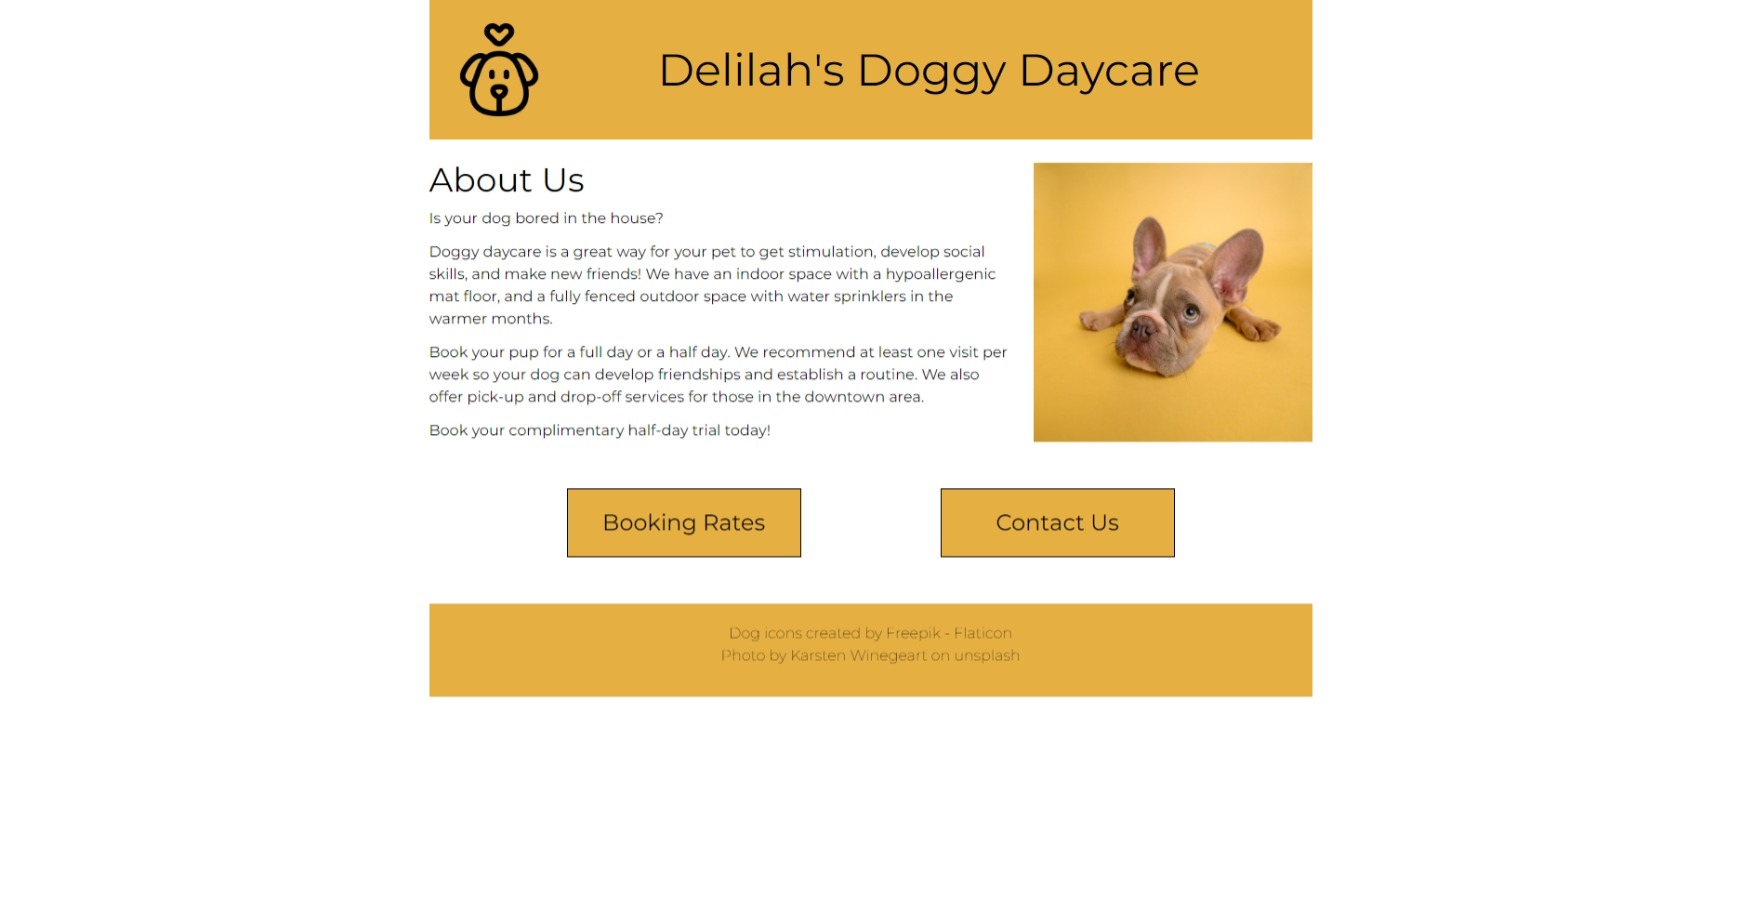 Delilah's Doggy Daycare
About Us
Is your dog bored in the house?
Doggy daycare is a great way for your pet to get stimulation, develop social
skills, and make new friends! We have an indoor space with a hypoallergenic
mat floor, and a fully fenced outdoor space with water sprinklers in the
warmer months.
Book your pup for a full day or a half day. We recommend at least one visit per
week so your dog can develop friendships and establish a routine. We also
offer pick-up and drop-off services for those in the downtown area.
Book your complimentary half-day trial today!
Booking Rates
Contact Us
Dog icons created by Freepik - Flaticon
Photo by Karsten Winegeart on unsplash